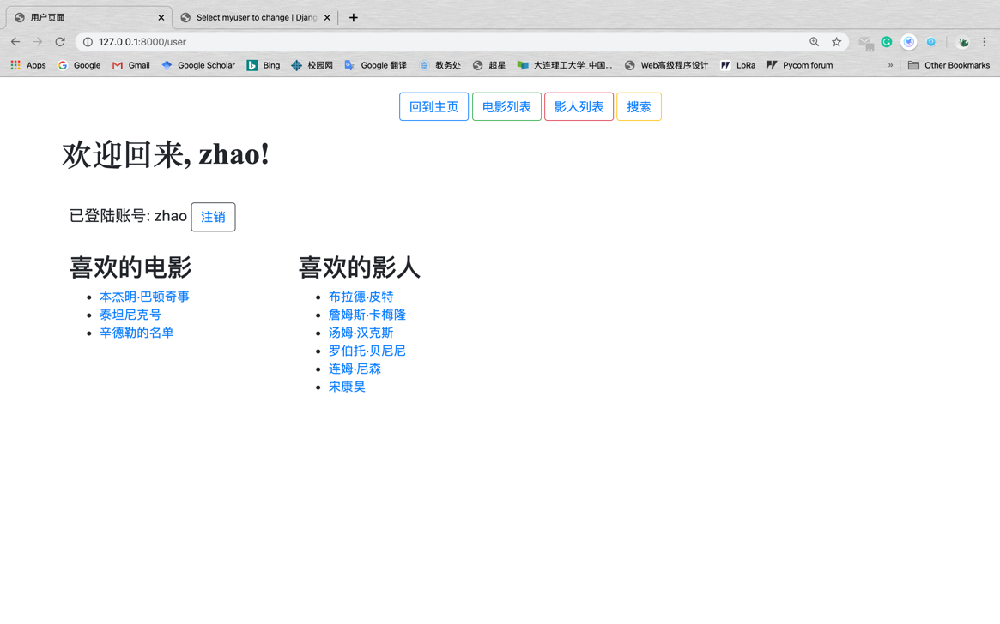 用户页面
Select myuser to change | Djang
127.0.0.1:8000/user
Apps Google Gmail Google Scholar Bing 校园网 Google 翻译 教务处 超星 大连理工大学_中国... Web高级程序设计 LoRa Pycom forum » Other Bookmarks
回到主页 电影列表 影人列表 搜索
欢迎回来, zhao!
已登陆账号: zhao 注销
喜欢的电影
本杰明·巴顿奇事
泰坦尼克号
辛德勒的名单
喜欢的影人
布拉德·皮特
詹姆斯·卡梅隆
汤姆·汉克斯
罗伯托·贝尼尼
连姆·尼森
宋康昊